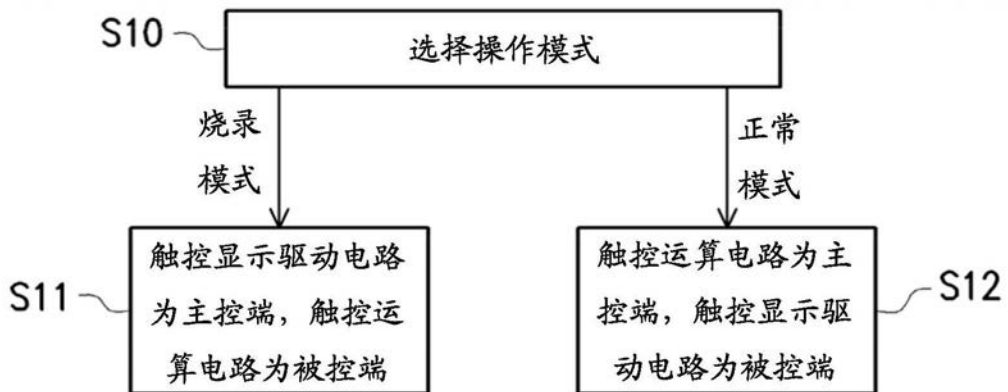 S10
选择操作模式
烧录
模式
正常
模式
S11
触控显示驱动电路
为主控端，触控运
算电路为被控端
触控运算电路为主
控端，触控显示驱
动电路为被控端
S12